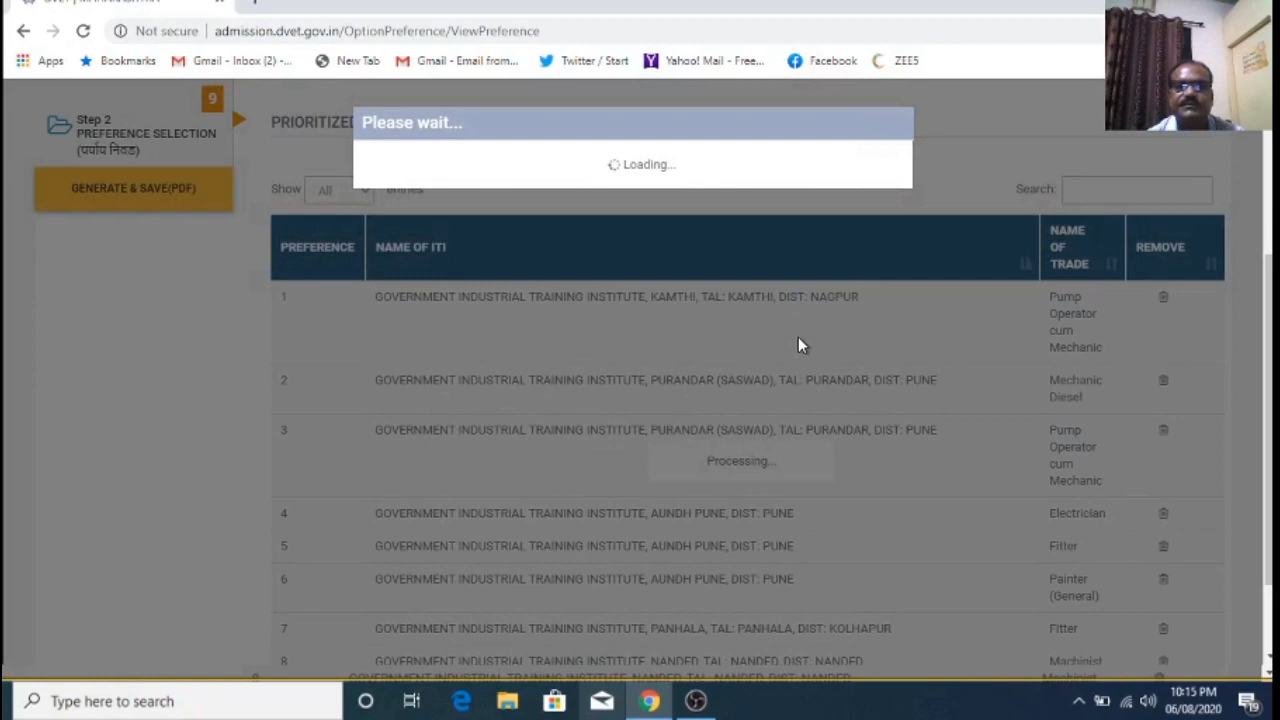 Not secure admission.dvet.gov.in/OptionPreference/ViewPreference
Apps Bookmarks Gmail - Inbox (2) -... New Tab Gmail - Email from... Twitter / Start Yahoo! Mail - Free... Facebook ZEE5
9
Step 2
PREFERENCE SELECTION
(पर्याय निवड)
GENERATE & SAVE(PDF)
PRIORITIZED
Please wait...
Loading...
Show All entries Search:
PREFERENCE NAME OF ITI NAME OF TRADE REMOVE
1 GOVERNMENT INDUSTRIAL TRAINING INSTITUTE, KAMTHI, TAL: KAMTHI, DIST: NAGPUR Pump
Operator
cum
Mechanic
2 GOVERNMENT INDUSTRIAL TRAINING INSTITUTE, PURANDAR (SASWAD), TAL: PURANDAR, DIST: PUNE Mechanic
Diesel
3 GOVERNMENT INDUSTRIAL TRAINING INSTITUTE, PURANDAR (SASWAD), TAL: PURANDAR, DIST: PUNE Pump
Operator
cum
Mechanic
Processing...
4 GOVERNMENT INDUSTRIAL TRAINING INSTITUTE, AUNDH PUNE, DIST: PUNE Electrician
5 GOVERNMENT INDUSTRIAL TRAINING INSTITUTE, AUNDH PUNE, DIST: PUNE Fitter
6 GOVERNMENT INDUSTRIAL TRAINING INSTITUTE, AUNDH PUNE, DIST: PUNE Painter
(General)
7 GOVERNMENT INDUSTRIAL TRAINING INSTITUTE, PANHALA, TAL: PANHALA, DIST: KOLHAPUR Fitter
8 GOVERNMENT INDUSTRIAL TRAINING INSTITUTE, NANDED, TAL: NANDED, DIST: NANDED Machinist
Type here to search
10:15 PM
06/08/2020
19